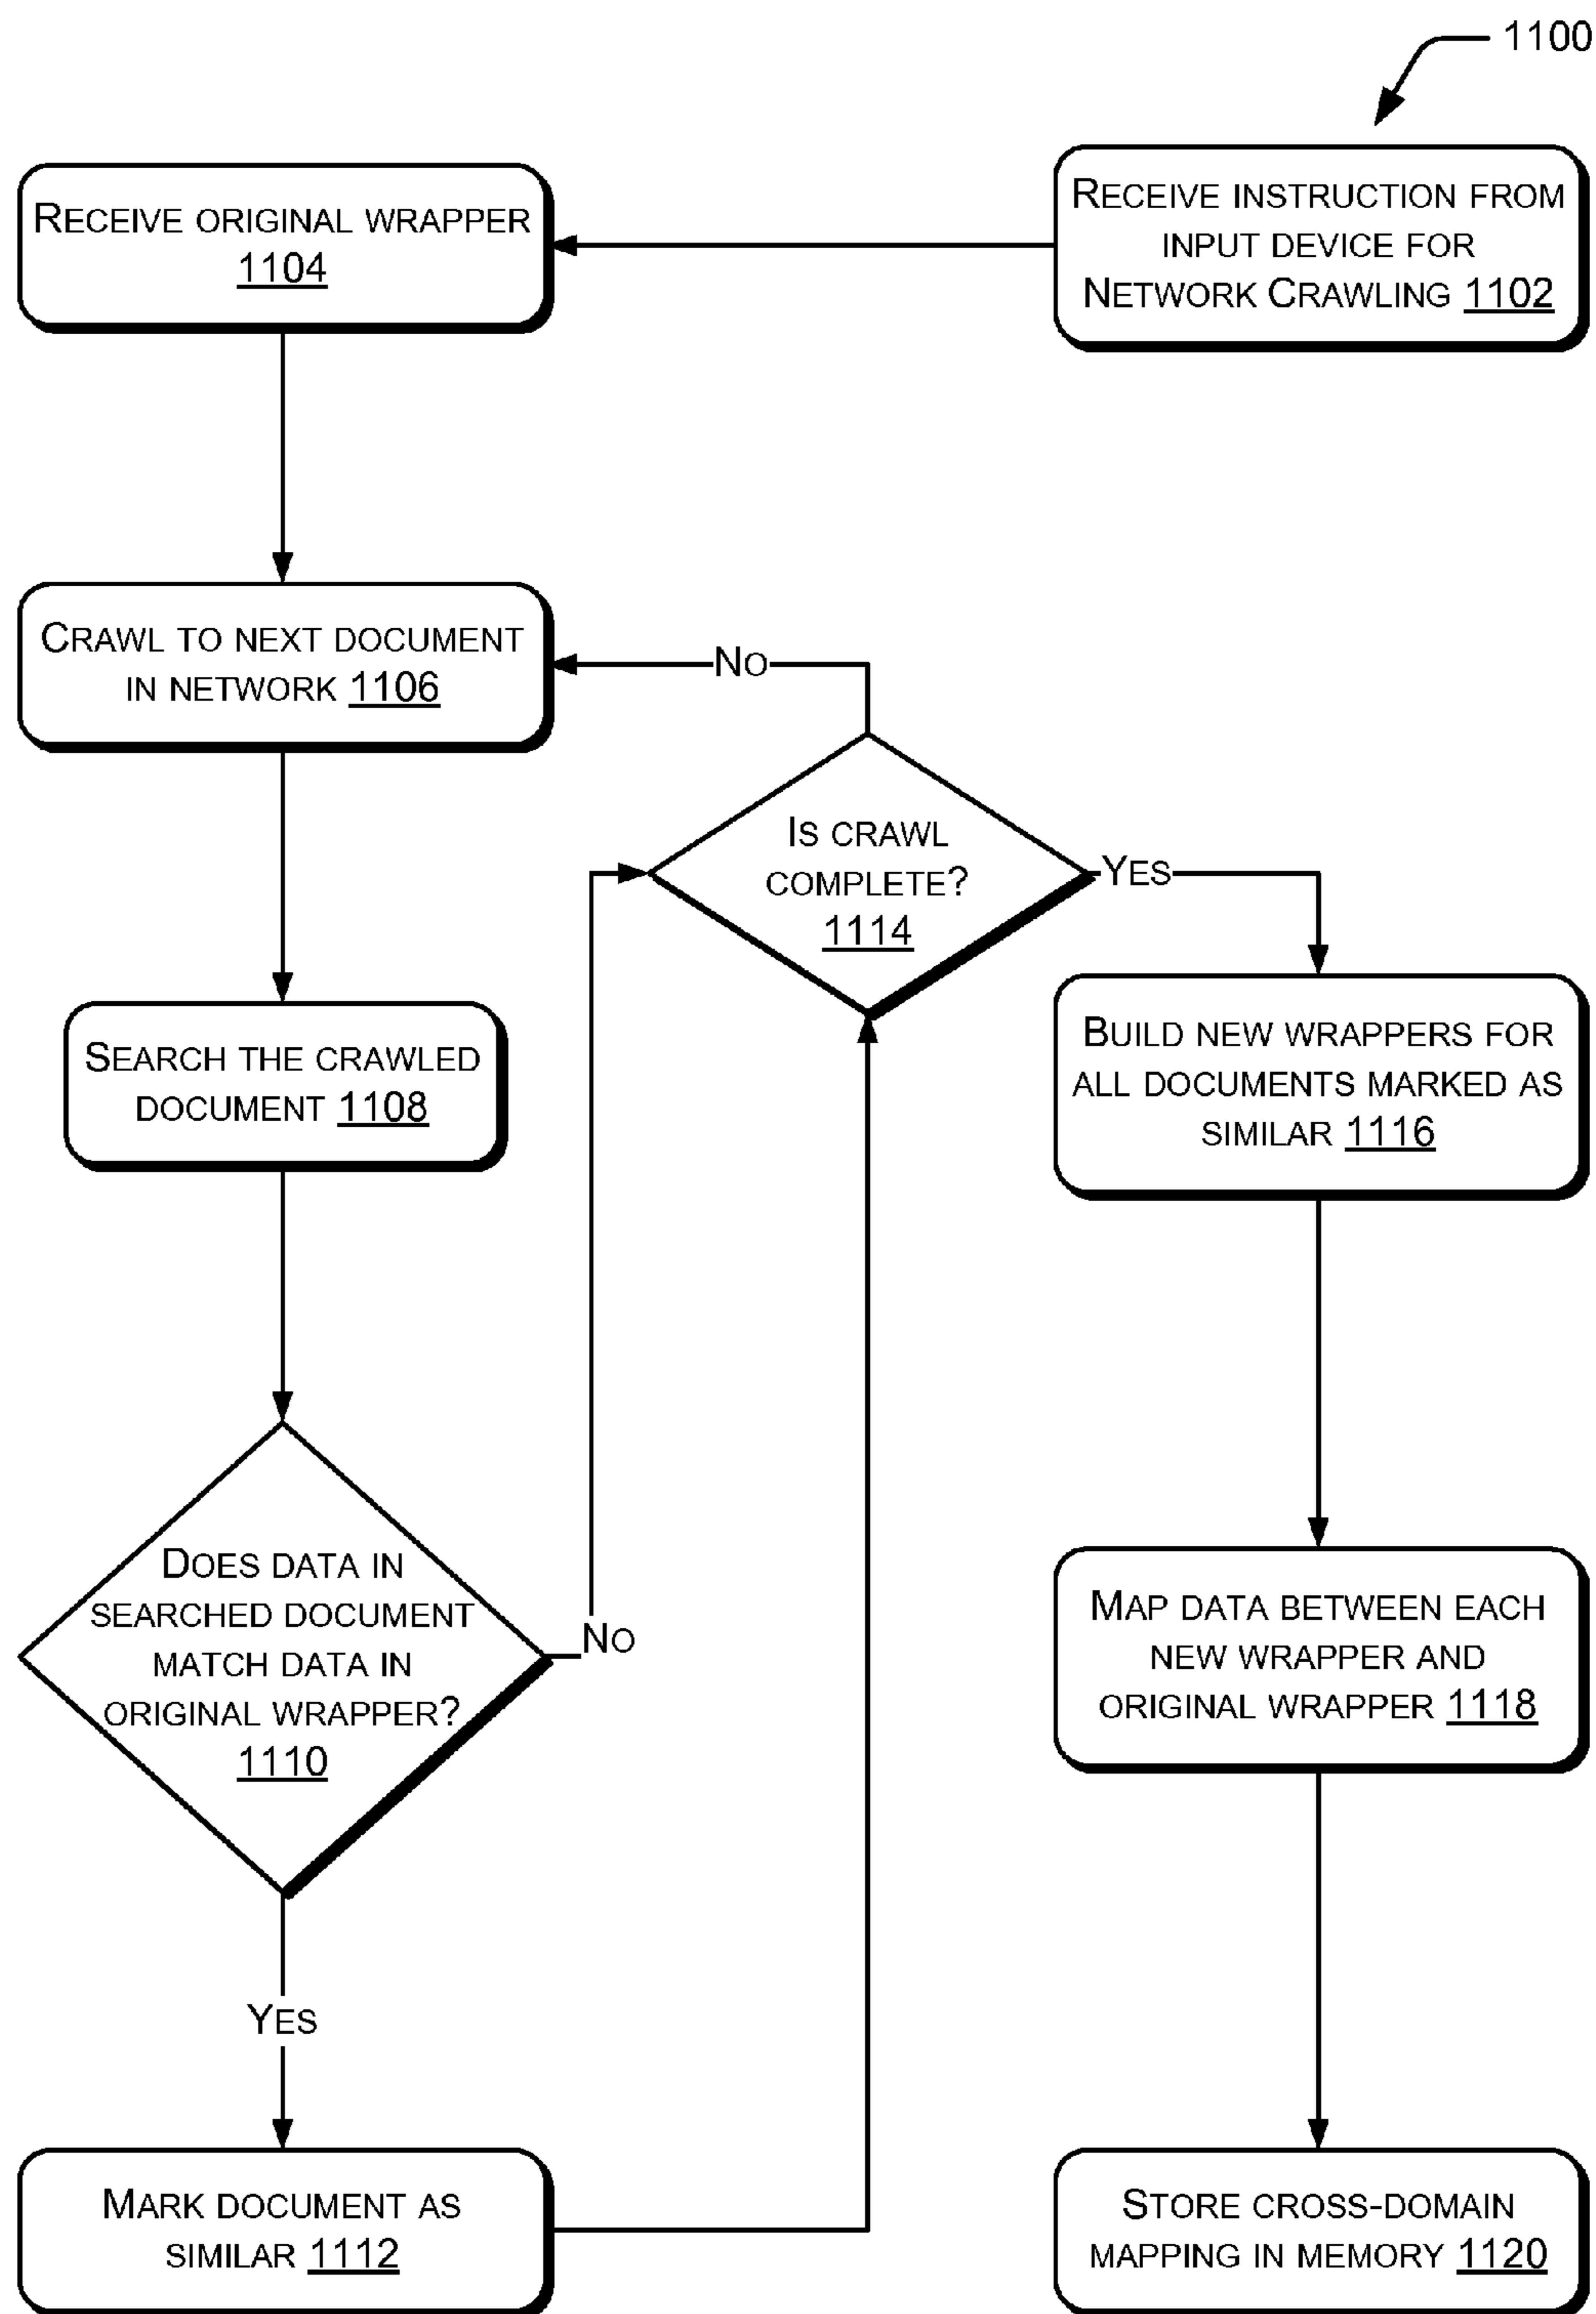 1100
RECEIVE INSTRUCTION FROM
INPUT DEVICE FOR
NETWORK CRAWLING 1102
RECEIVE ORIGINAL WRAPPER
1104
CRAWL TO NEXT DOCUMENT
IN NETWORK 1106
SEARCH THE CRAWLED
DOCUMENT 1108
DOES DATA IN
SEARCHED DOCUMENT
MATCH DATA IN
ORIGINAL WRAPPER?
1110
NO
YES
MARK DOCUMENT AS
SIMILAR 1112
IS CRAWL
COMPLETE?
1114
NO
YES
BUILD NEW WRAPPERS FOR
ALL DOCUMENTS MARKED AS
SIMILAR 1116
MAP DATA BETWEEN EACH
NEW WRAPPER AND
ORIGINAL WRAPPER 1118
STORE CROSS-DOMAIN
MAPPING IN MEMORY 1120